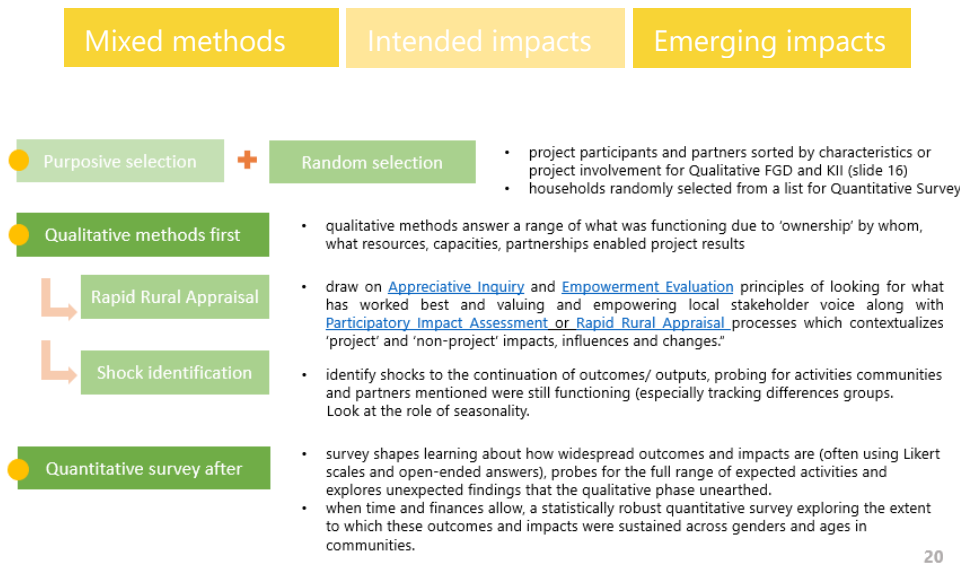 Mixed methods
Intended impacts
Emerging impacts
Purposive selection
+
Random selection
• project participants and partners sorted by characteristics or
project involvement for Qualitative FGD and KII (slide 16)
• households randomly selected from a list for Quantitative Survey
Qualitative methods first
• qualitative methods answer a range of what was functioning due to ‘ownership’ by whom,
what resources, capacities, partnerships enabled project results
Rapid Rural Appraisal
• draw on Appreciative Inquiry and Empowerment Evaluation principles of looking for what
has worked best and valuing and empowering local stakeholder voice along with
Participatory Impact Assessment or Rapid Rural Appraisal processes which contextualizes
‘project’ and ‘non-project’ impacts, influences and changes.”
Shock identification
• identify shocks to the continuation of outcomes/ outputs, probing for activities communities
and partners mentioned were still functioning (especially tracking differences groups.
Look at the role of seasonality.
Quantitative survey after
• survey shapes learning about how widespread outcomes and impacts are (often using Likert
scales and open-ended answers), probes for the full range of expected activities and
explores unexpected findings that the qualitative phase unearthed.
• when time and finances allow, a statistically robust quantitative survey exploring the extent
to which these outcomes and impacts were sustained across genders and ages in
communities.
20